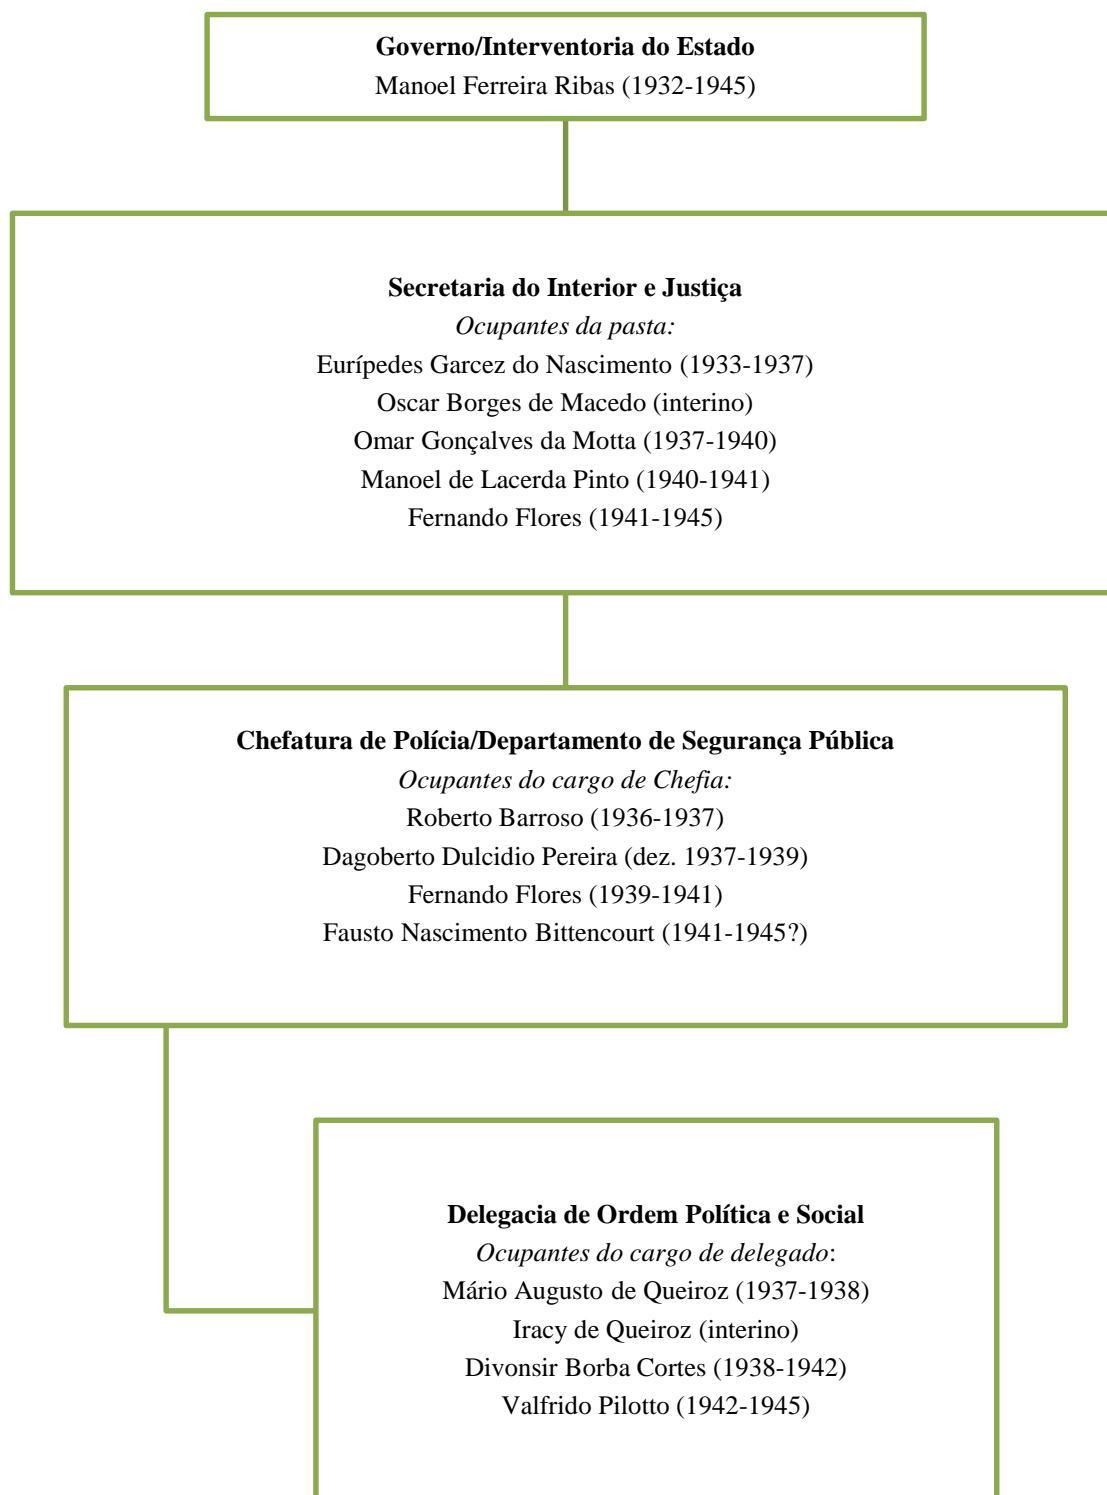 Governo/Interventoria do Estado
Manoel Ferreira Ribas (1932-1945)
Secretaria do Interior e Justiça
Ocupantes da pasta:
Eurípedes Garcez do Nascimento (1933-1937)
Oscar Borges de Macedo (interino)
Omar Gonçalves da Motta (1937-1940)
Manoel de Lacerda Pinto (1940-1941)
Fernando Flores (1941-1945)
Chefatura de Polícia/Departamento de Segurança Pública
Ocupantes do cargo de Chefia:
Roberto Barroso (1936-1937)
Dagoberto Dulcidio Pereira (dez. 1937-1939)
Fernando Flores (1939-1941)
Fausto Nascimento Bittencourt (1941-1945?)
Delegacia de Ordem Política e Social
Ocupantes do cargo de delegado:
Mário Augusto de Queiroz (1937-1938)
Iracy de Queiroz (interino)
Divonsir Borba Cortes (1938-1942)
Valfrido Pilotto (1942-1945)